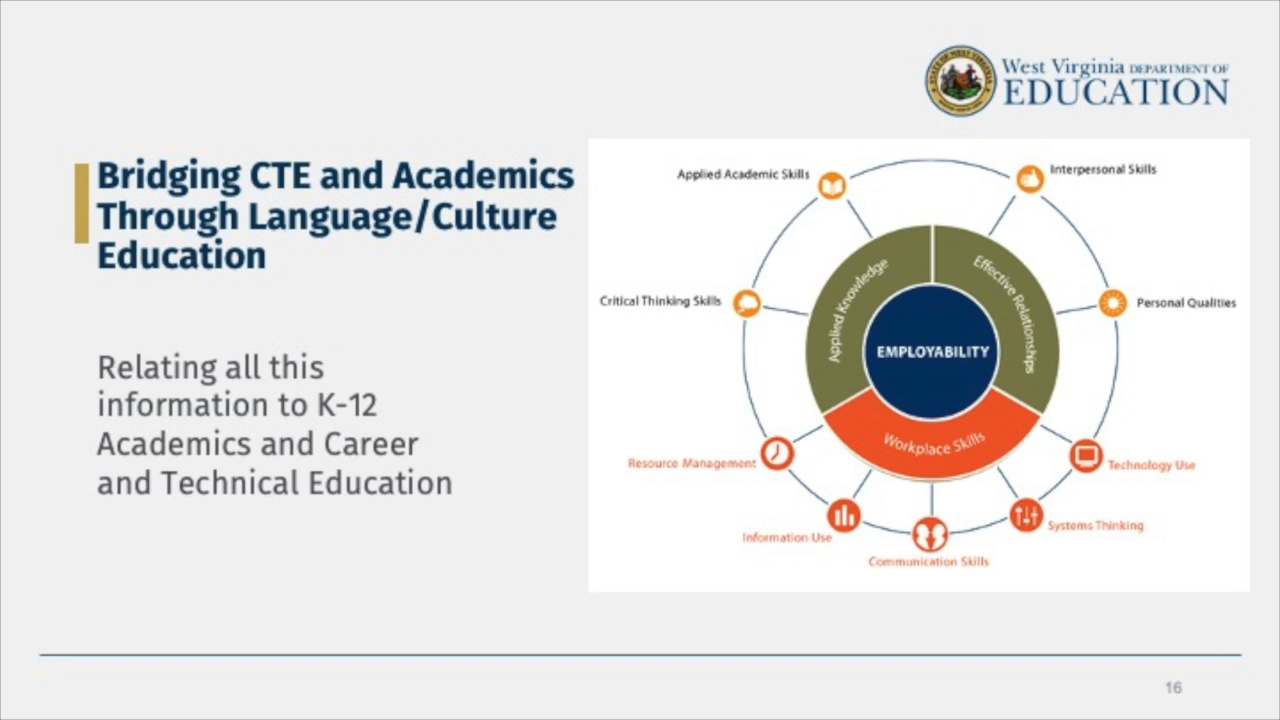 West Virginia DEPARTMENT OF
EDUCATION
Bridging CTE and Academics
Through Language/Culture
Education
Relating all this
information to K-12
Academics and Career
and Technical Education
Applied Academic Skills
Interpersonal Skills
Critical Thinking Skills
Personal Qualities
Applied Knowledge
Effective Relationships
EMPLOYABILITY
Workplace Skills
Resource Management
Technology Use
Information Use
Systems Thinking
Communication Skills
16